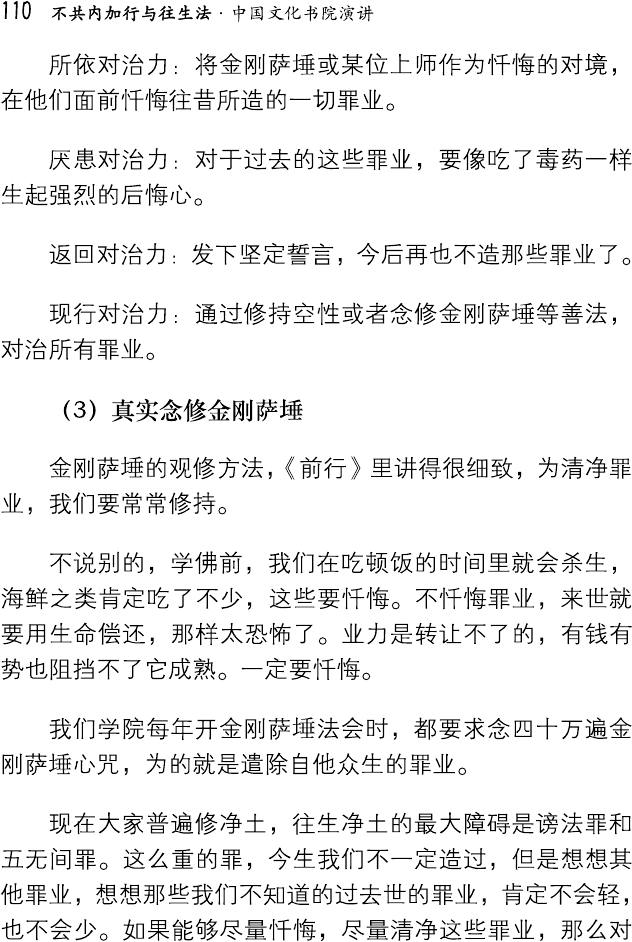 110 不共内加行与往生法·中国文化书院演讲
所依对治力：将金刚萨埵或某位上师作为忏悔的对境，
在他们面前忏悔往昔所造的一切罪业。
厌患对治力：对于过去的这些罪业，要像吃了毒药一样
生起强烈的后悔心。
返回对治力：发下坚定誓言，今后再也不造那些罪业了。
现行对治力：通过修持空性或者念修金刚萨埵等善法，
对治所有罪业。
（3）真实念修金刚萨埵
金刚萨埵的观修方法，《前行》里讲得很细致，为清净罪
业，我们要常常修持。
不说别的，学佛前，我们在吃顿饭的时间里就会杀生，
海鲜之类肯定吃了不少，这些要忏悔。不忏悔罪业，来世就
要用生命偿还，那样太恐怖了。业力是转让不了的，有钱有
势也阻挡不了它成熟。一定要忏悔。
我们学院每年开金刚萨埵法会时，都要求念四十万遍金
刚萨埵心咒，为的就是遣除自他众生的罪业。
现在大家普遍修净土，往生净土的最大障碍是谤法罪和
五无间罪。这么重的罪，今生我们不一定造过，但是想想其
他罪业，想想那些我们不知道的过去世的罪业，肯定不会轻，
也不会少。如果能够尽量忏悔，尽量清净这些罪业，那么对